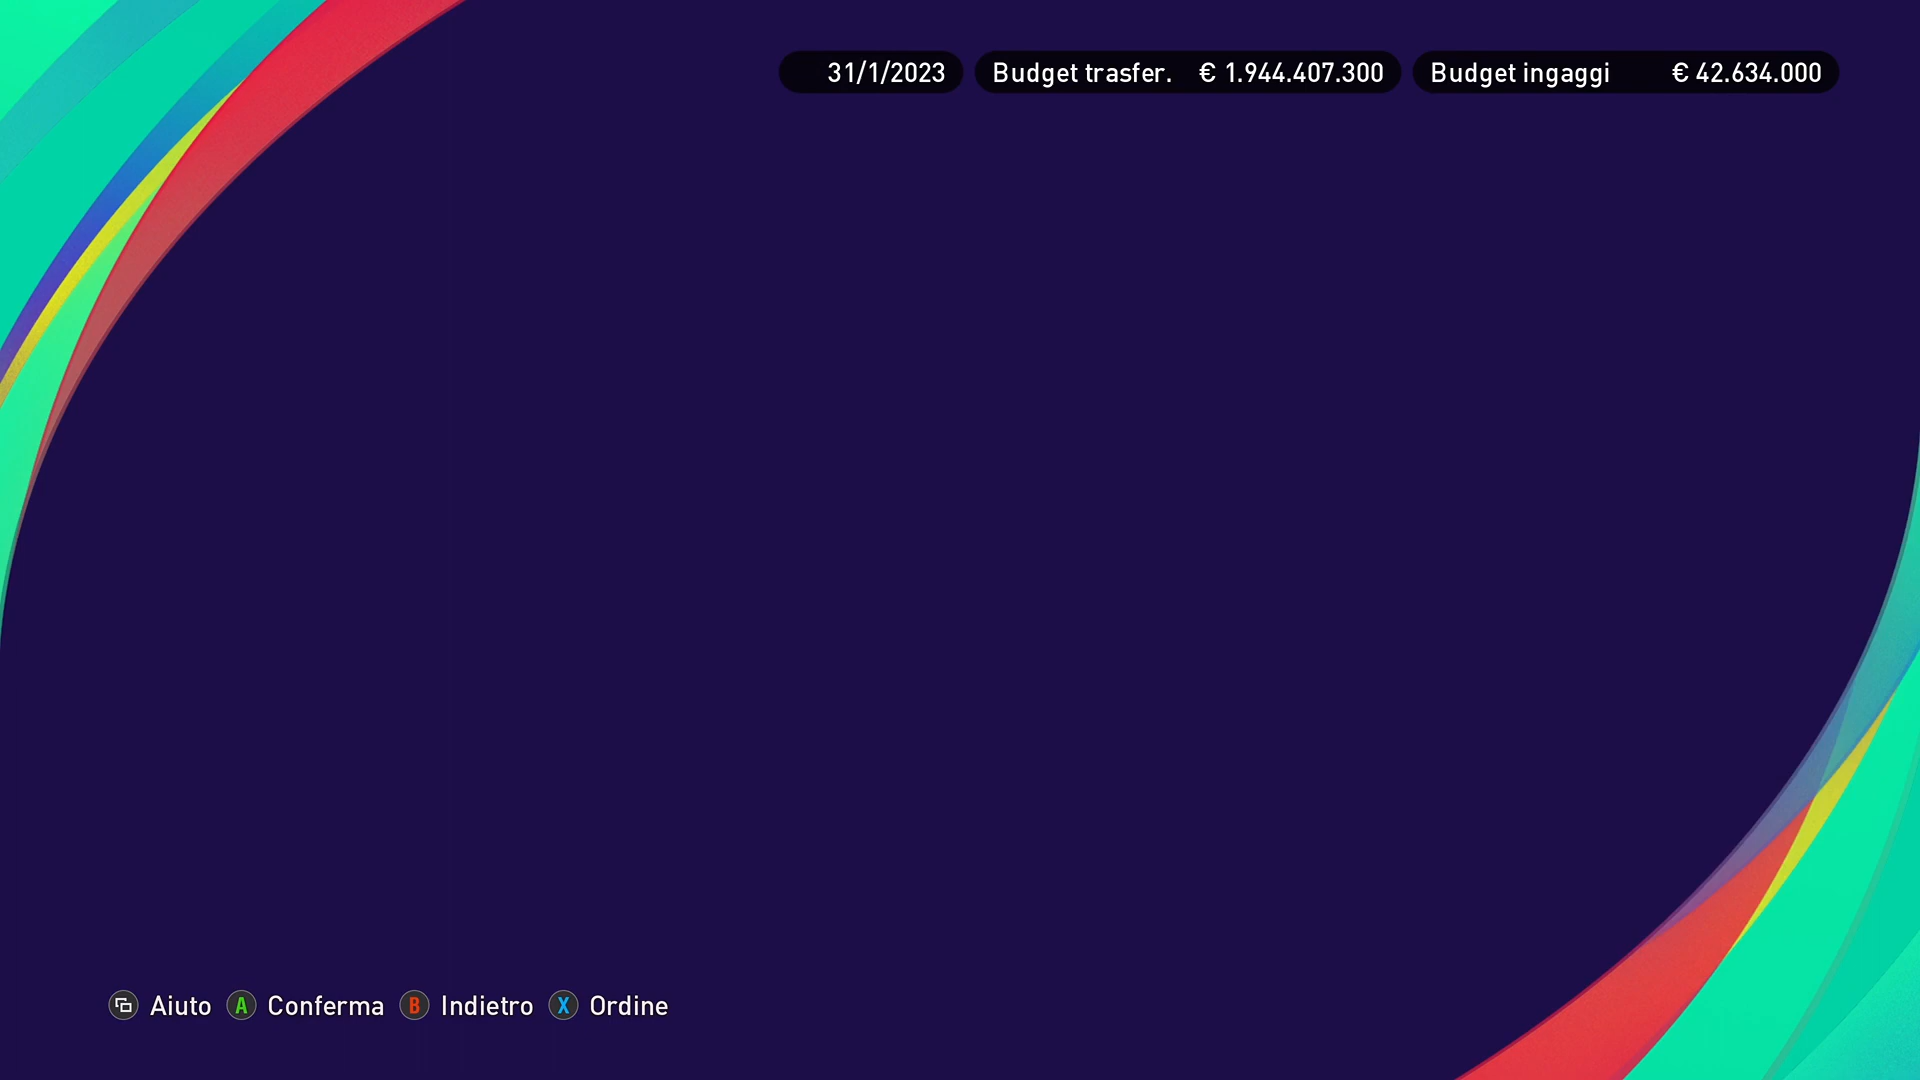 31/1/2023 Budget trasfer. € 1.944.407.300 Budget ingaggi € 42.634.000
Aiuto A Conferma B Indietro X Ordine